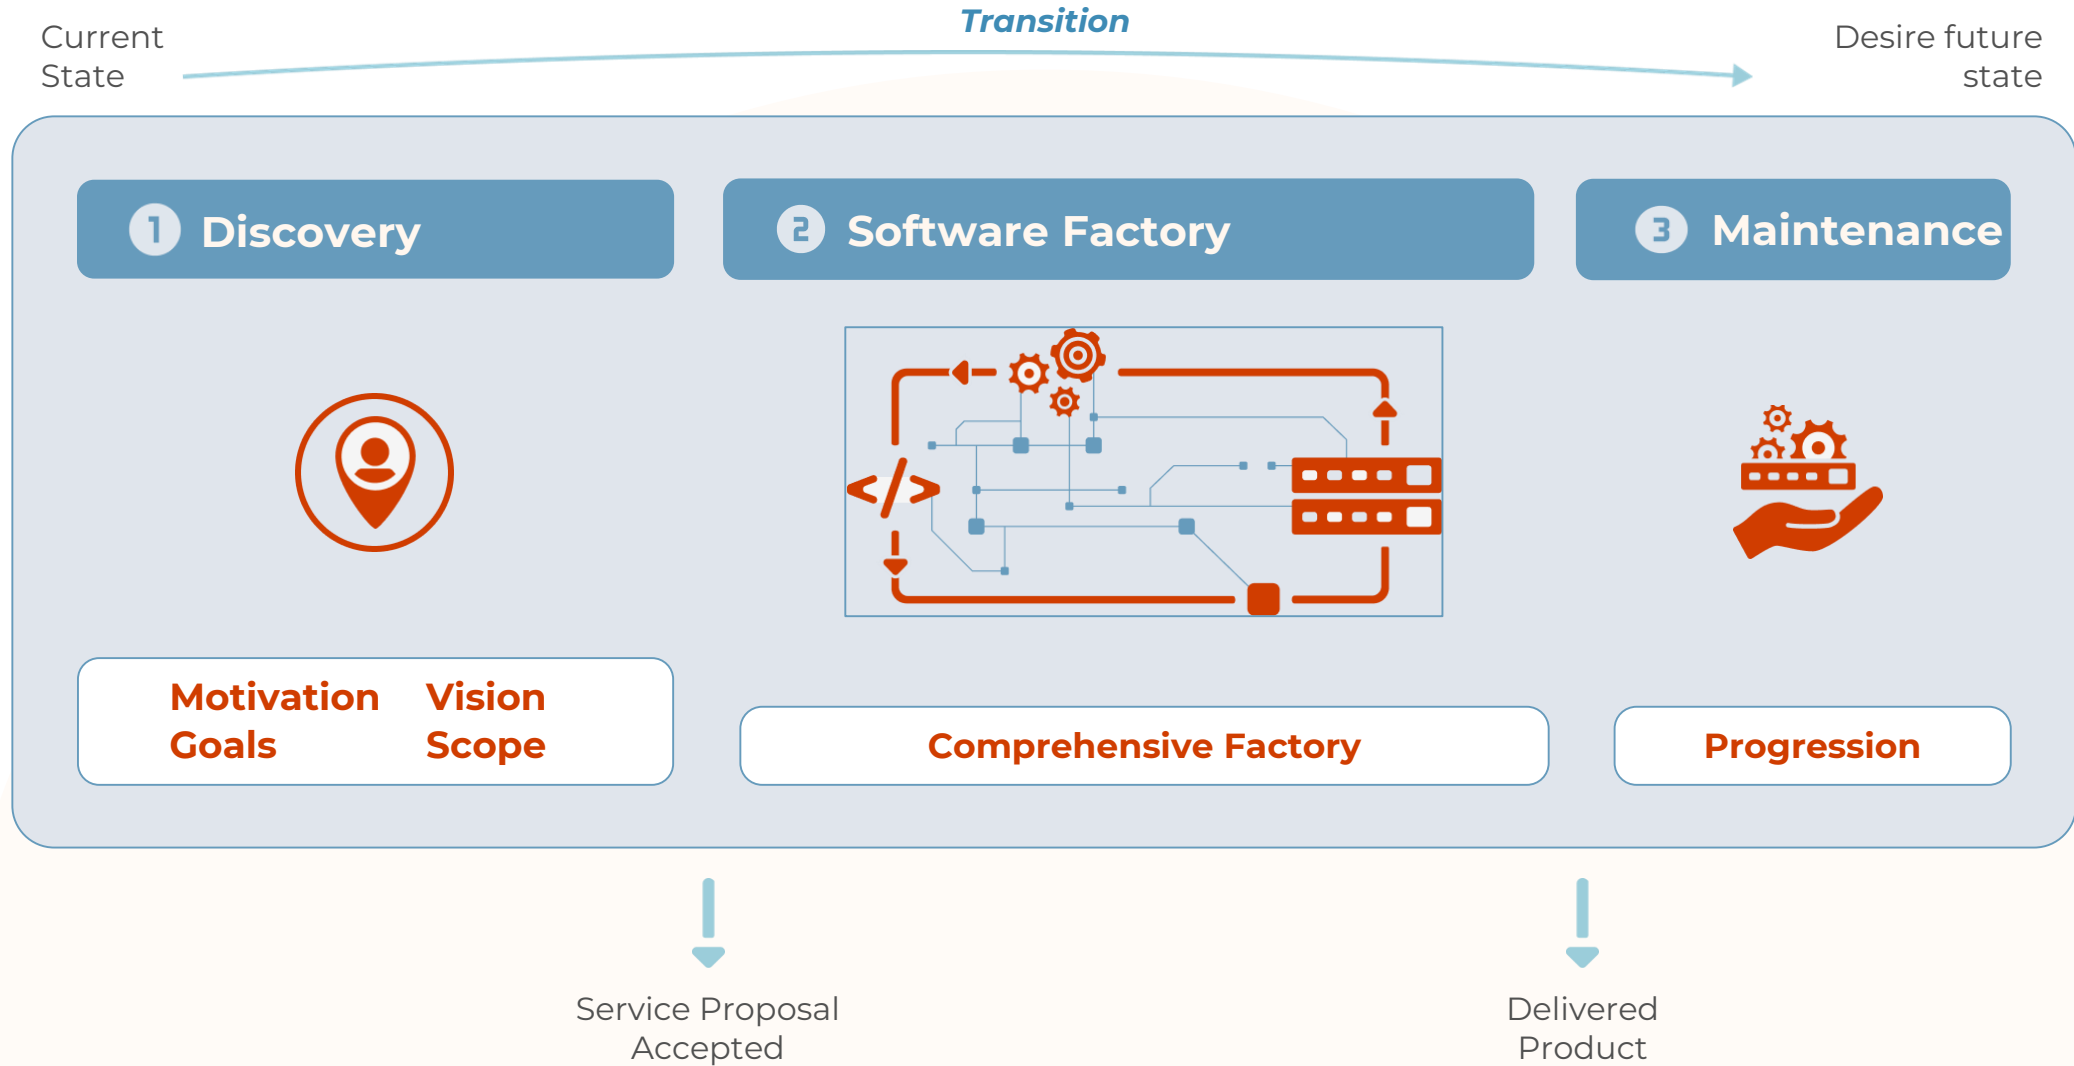 Transition
Current
State
Desire future
state
1 Discovery
2 Software Factory
3 Maintenance
</>
Motivation Vision
Goals Scope
Comprehensive Factory
Progression
Service Proposal
Accepted
Delivered
Product